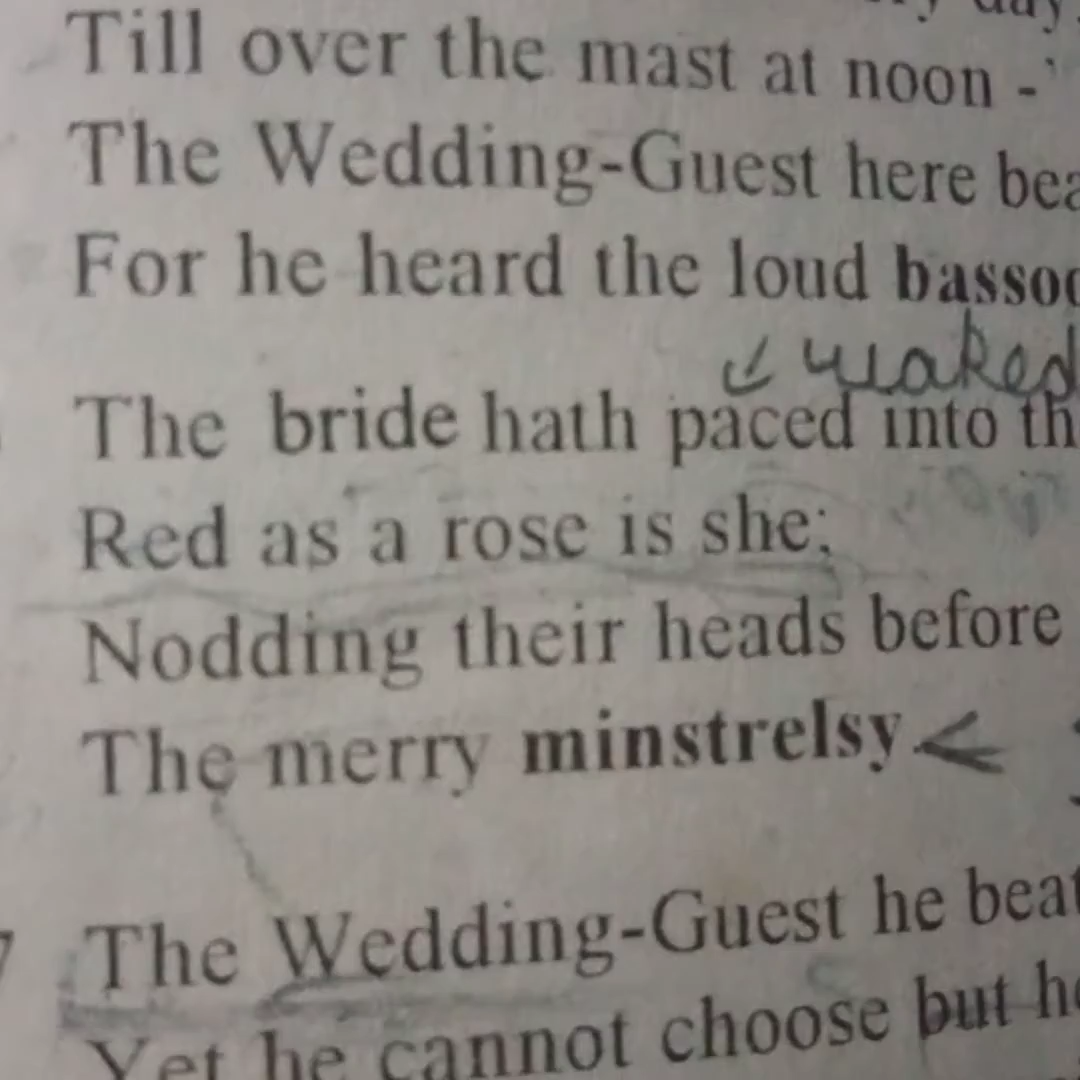 Till over the mast at noon -'
The Wedding-Guest here bea
For he heard the loud bassoo
The bride hath paced into th
Red as a rose is she;
Nodding their heads before
The merry minstrelsy
7 The Wedding-Guest he beat
Yet he cannot choose but he